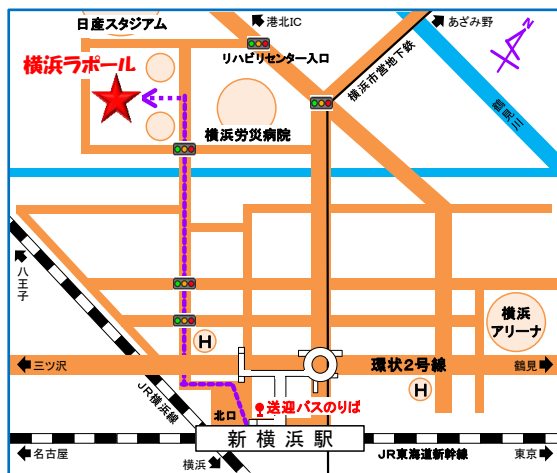 日産スタジアム
港北IC
あざみ野
N
横浜ラポール
リハビリセンター入口
横浜市営地下鉄
鶴見川
横浜労災病院
八王子
横浜
アリーナ
H
三ツ沢
環状2号線
鶴見
H
JR横浜線
送迎バスのりば
北口
新横浜駅
名古屋
横浜
JR東海道新幹線
東京